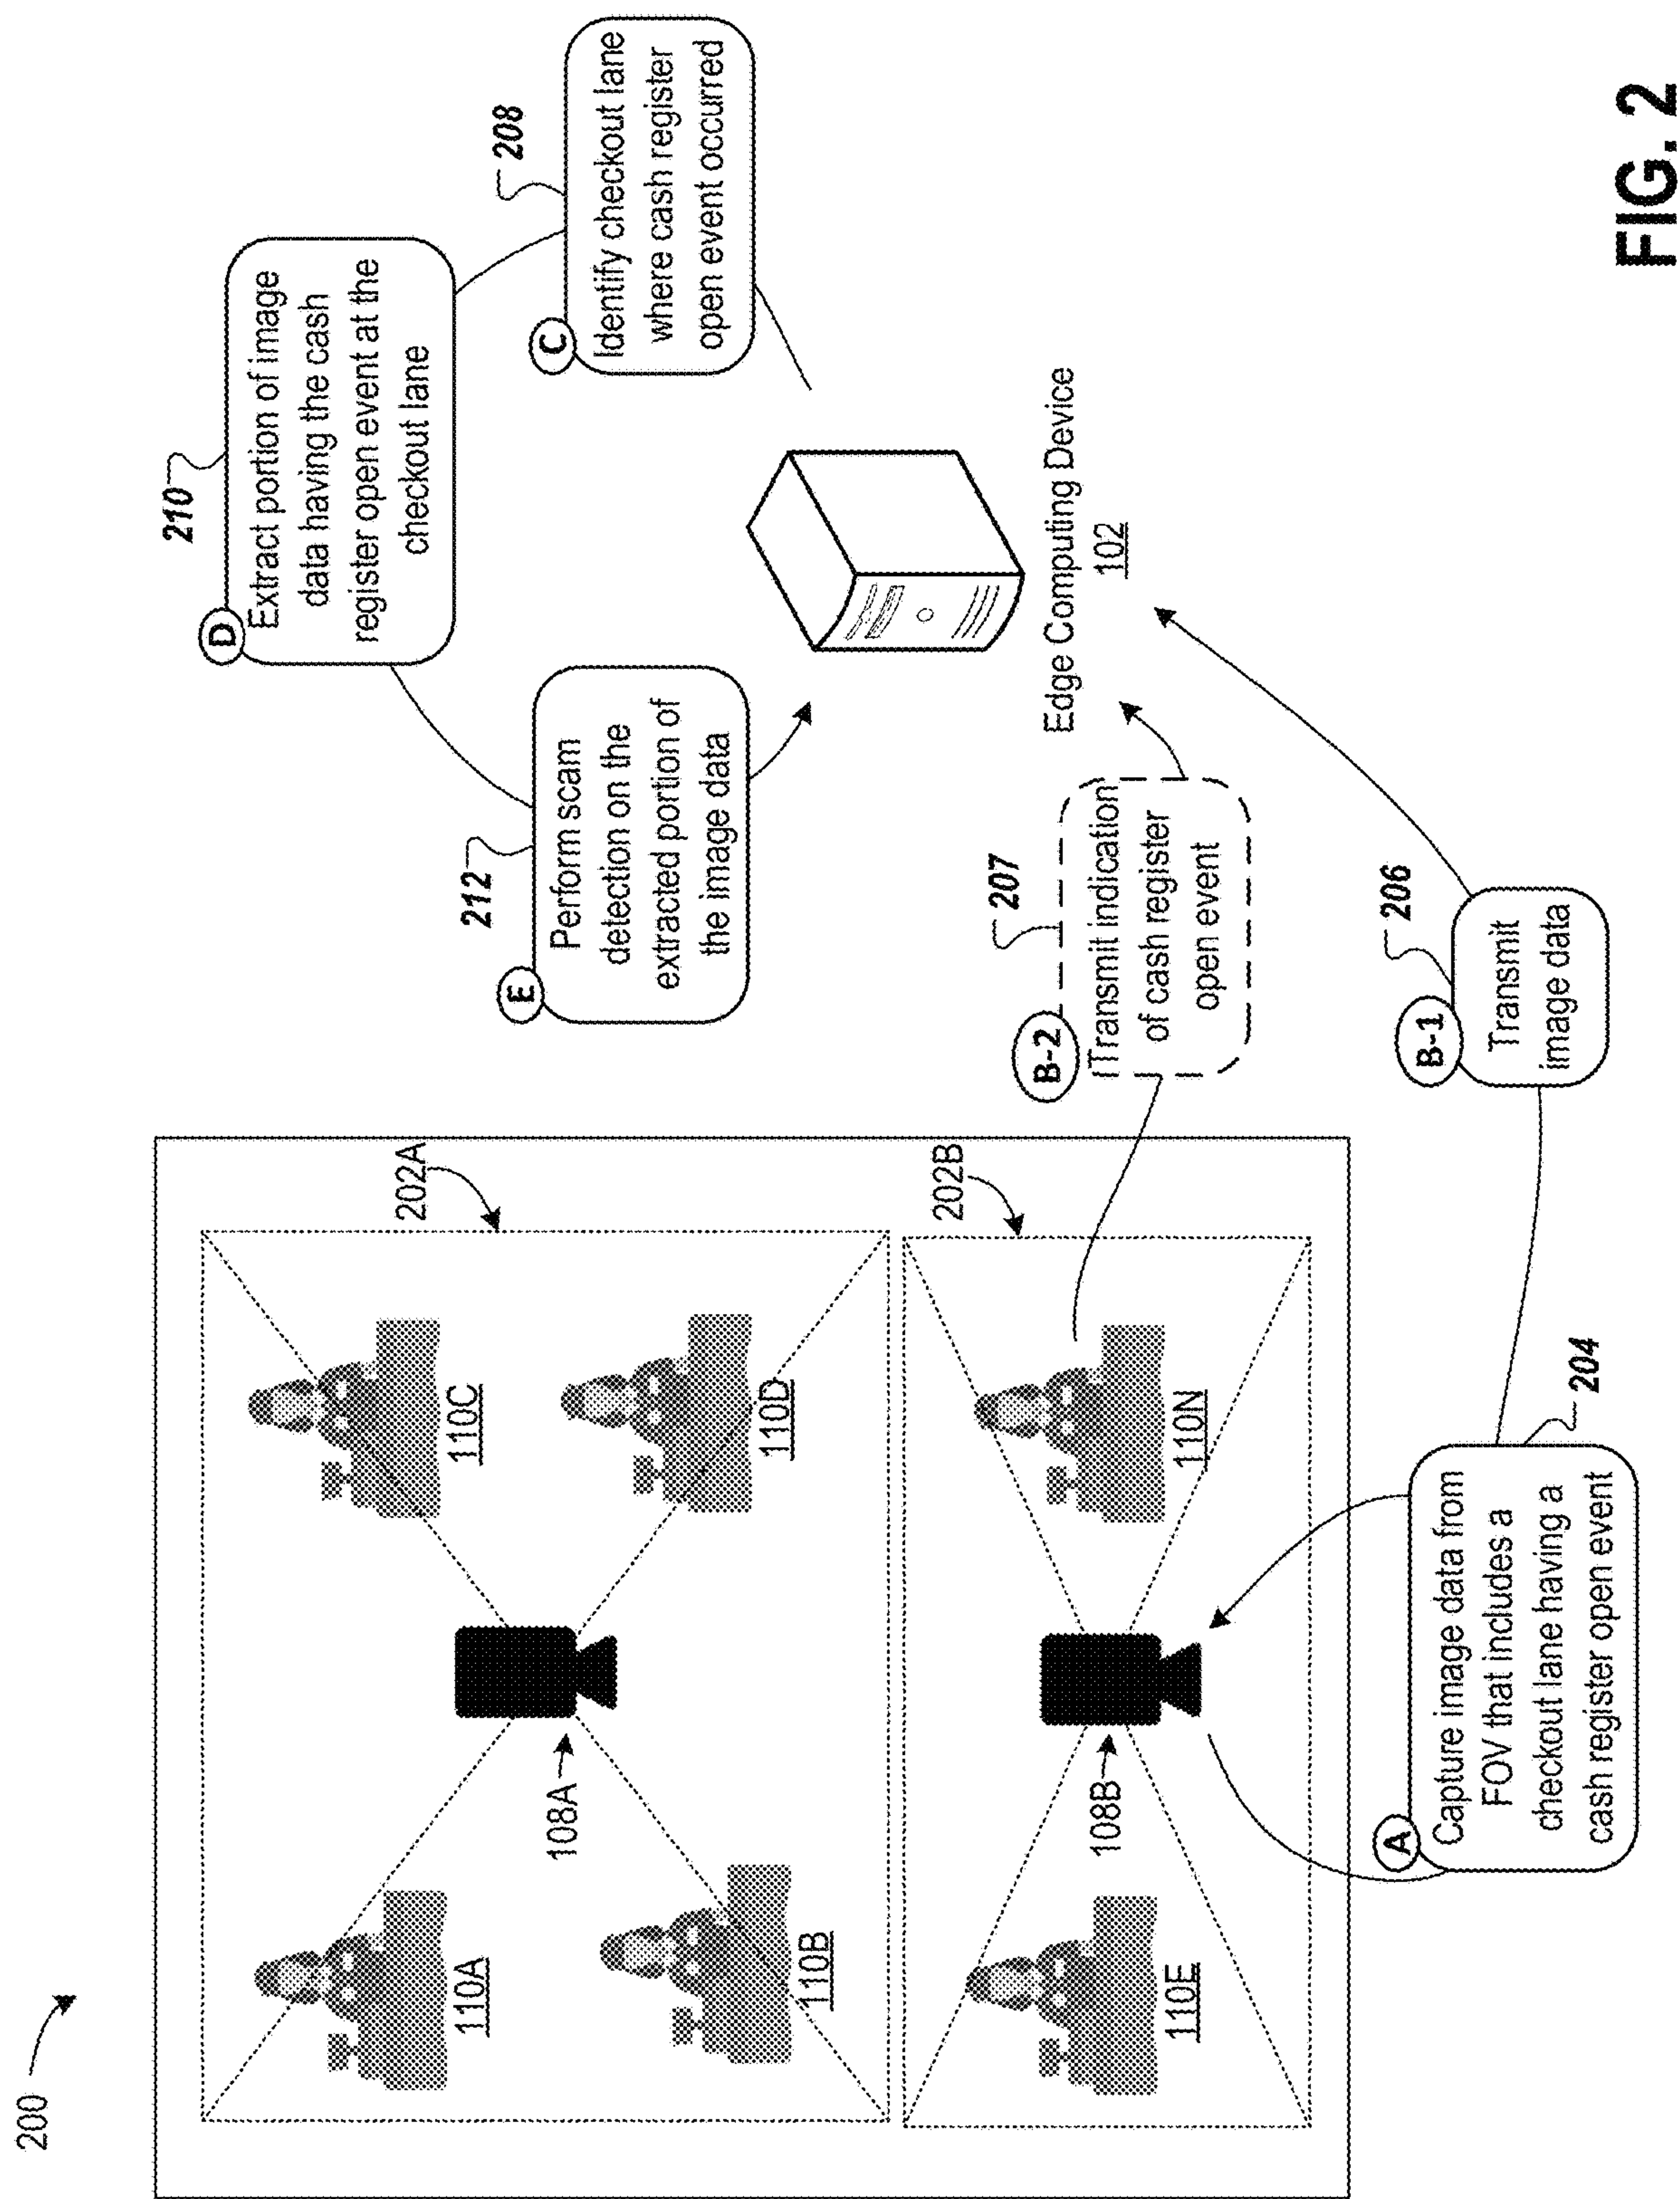 200
202A
110A
110C
108A
110B
110D
202B
108B
110E
110N
A
Capture image data from
FOV that includes a
checkout lane having a
cash register open event
204
B-1
206
Transmit
image data
B-2
207
Transmit indication
of cash register
open event
Edge Computing Device
102
C
208
Identify checkout lane
where cash register
open event occurred
D
210
Extract portion of image
data having the cash
register open event at the
checkout lane
E
212
Perform scam
detection on the
extracted portion of
the image data
FIG. 2